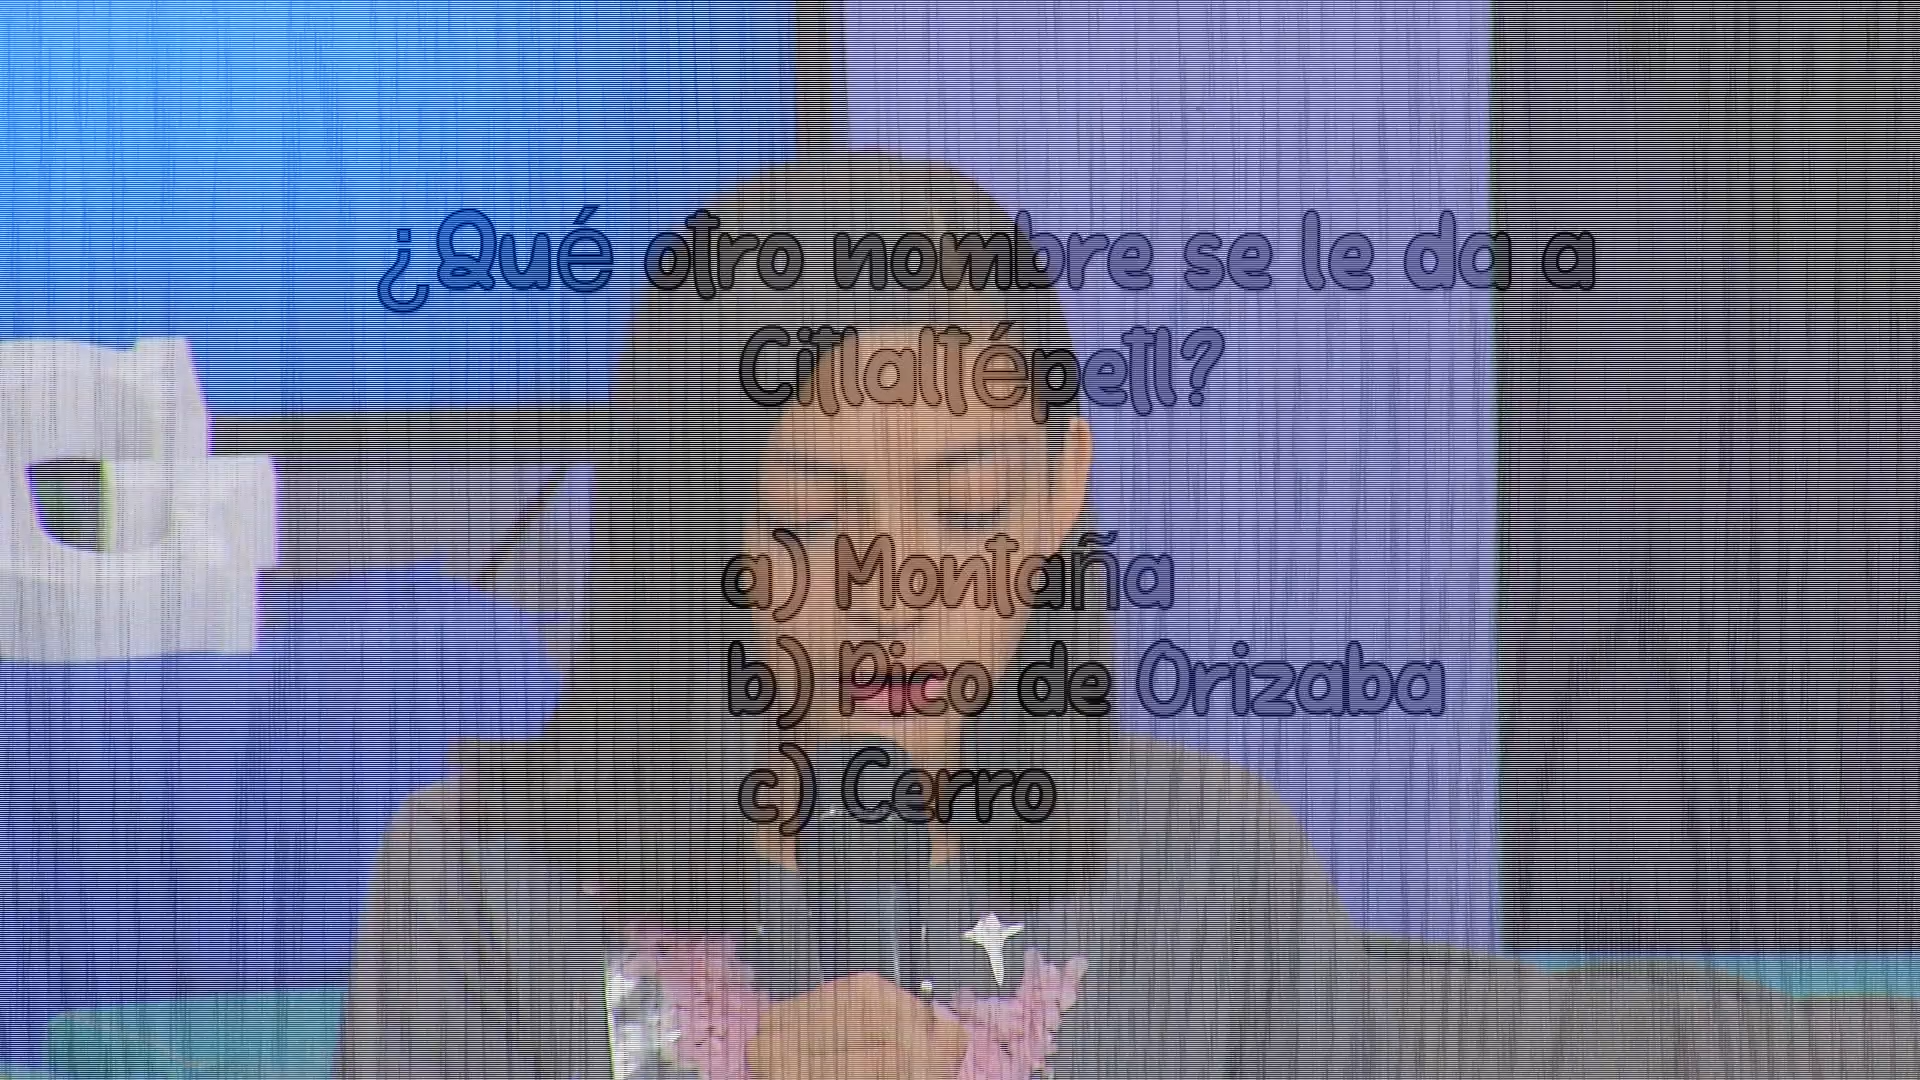 ¿Qué otro nombre se le da a
Citlaltépetl?
a) Montaña
b) Pico de Orizaba
c) Cerro